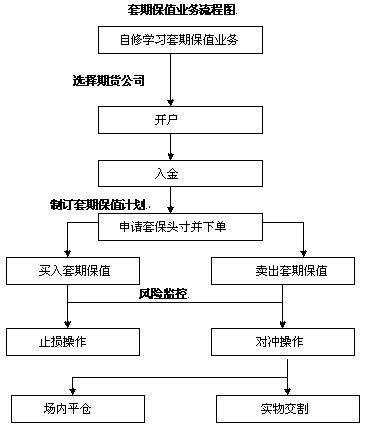 套期保值业务流程图.
自修学习套期保值业务
选择期货公司
开户
入金
制订套期保值计划.
申请套保头寸并下单
买入套期保值
卖出套期保值
风险监控.
止损操作
对冲操作
场内平仓
实物交割